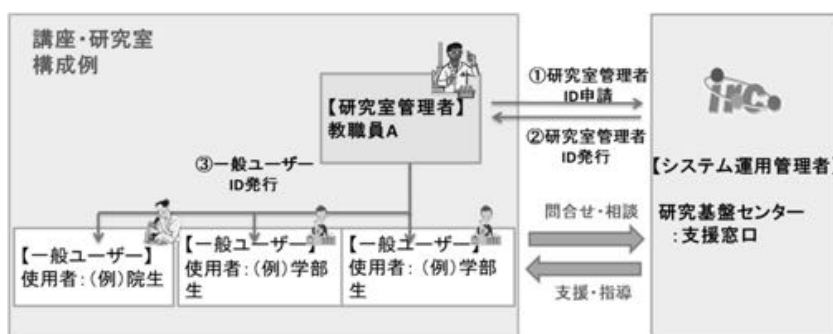 講座・研究室
構成例
【研究室管理者】
教職員A
①研究室管理者
ID申請
②研究室管理者
ID発行
③一般ユーザー
ID発行
【システム運用管理者】
研究基盤センター
:支援窓口
問合せ・相談
支援・指導
【一般ユーザー】
使用者:(例)院生
【一般ユーザー】
使用者:(例)学部
生
【一般ユーザー】
使用者:(例)学部
生